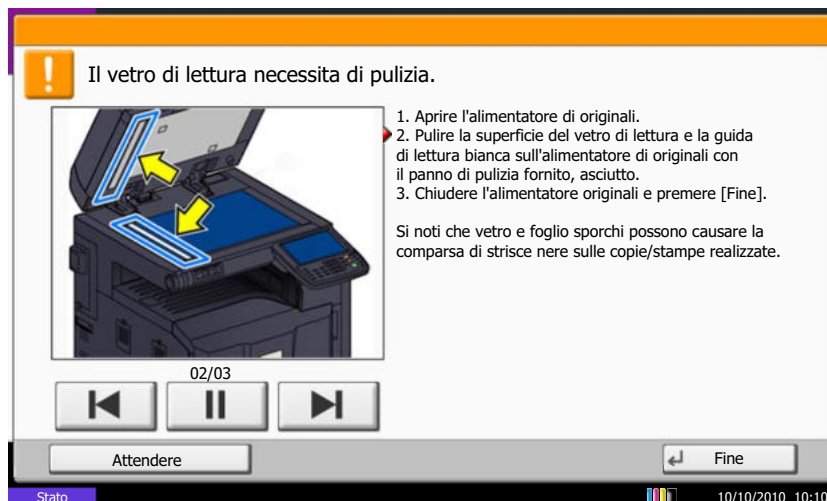 Il vetro di lettura necessita di pulizia.
1. Aprire l'alimentatore di originali.
2. Pulire la superficie del vetro di lettura e la guida
di lettura bianca sull'alimentatore di originali con
il panno di pulizia fornito, asciutto.
3. Chiudere l'alimentatore originali e premere [Fine].
Si noti che vetro e foglio sporchi possono causare la
comparsa di strisce nere sulle copie/stampe realizzate.
02/03
Attendere
Fine
Stato
10/10/2010 10:10